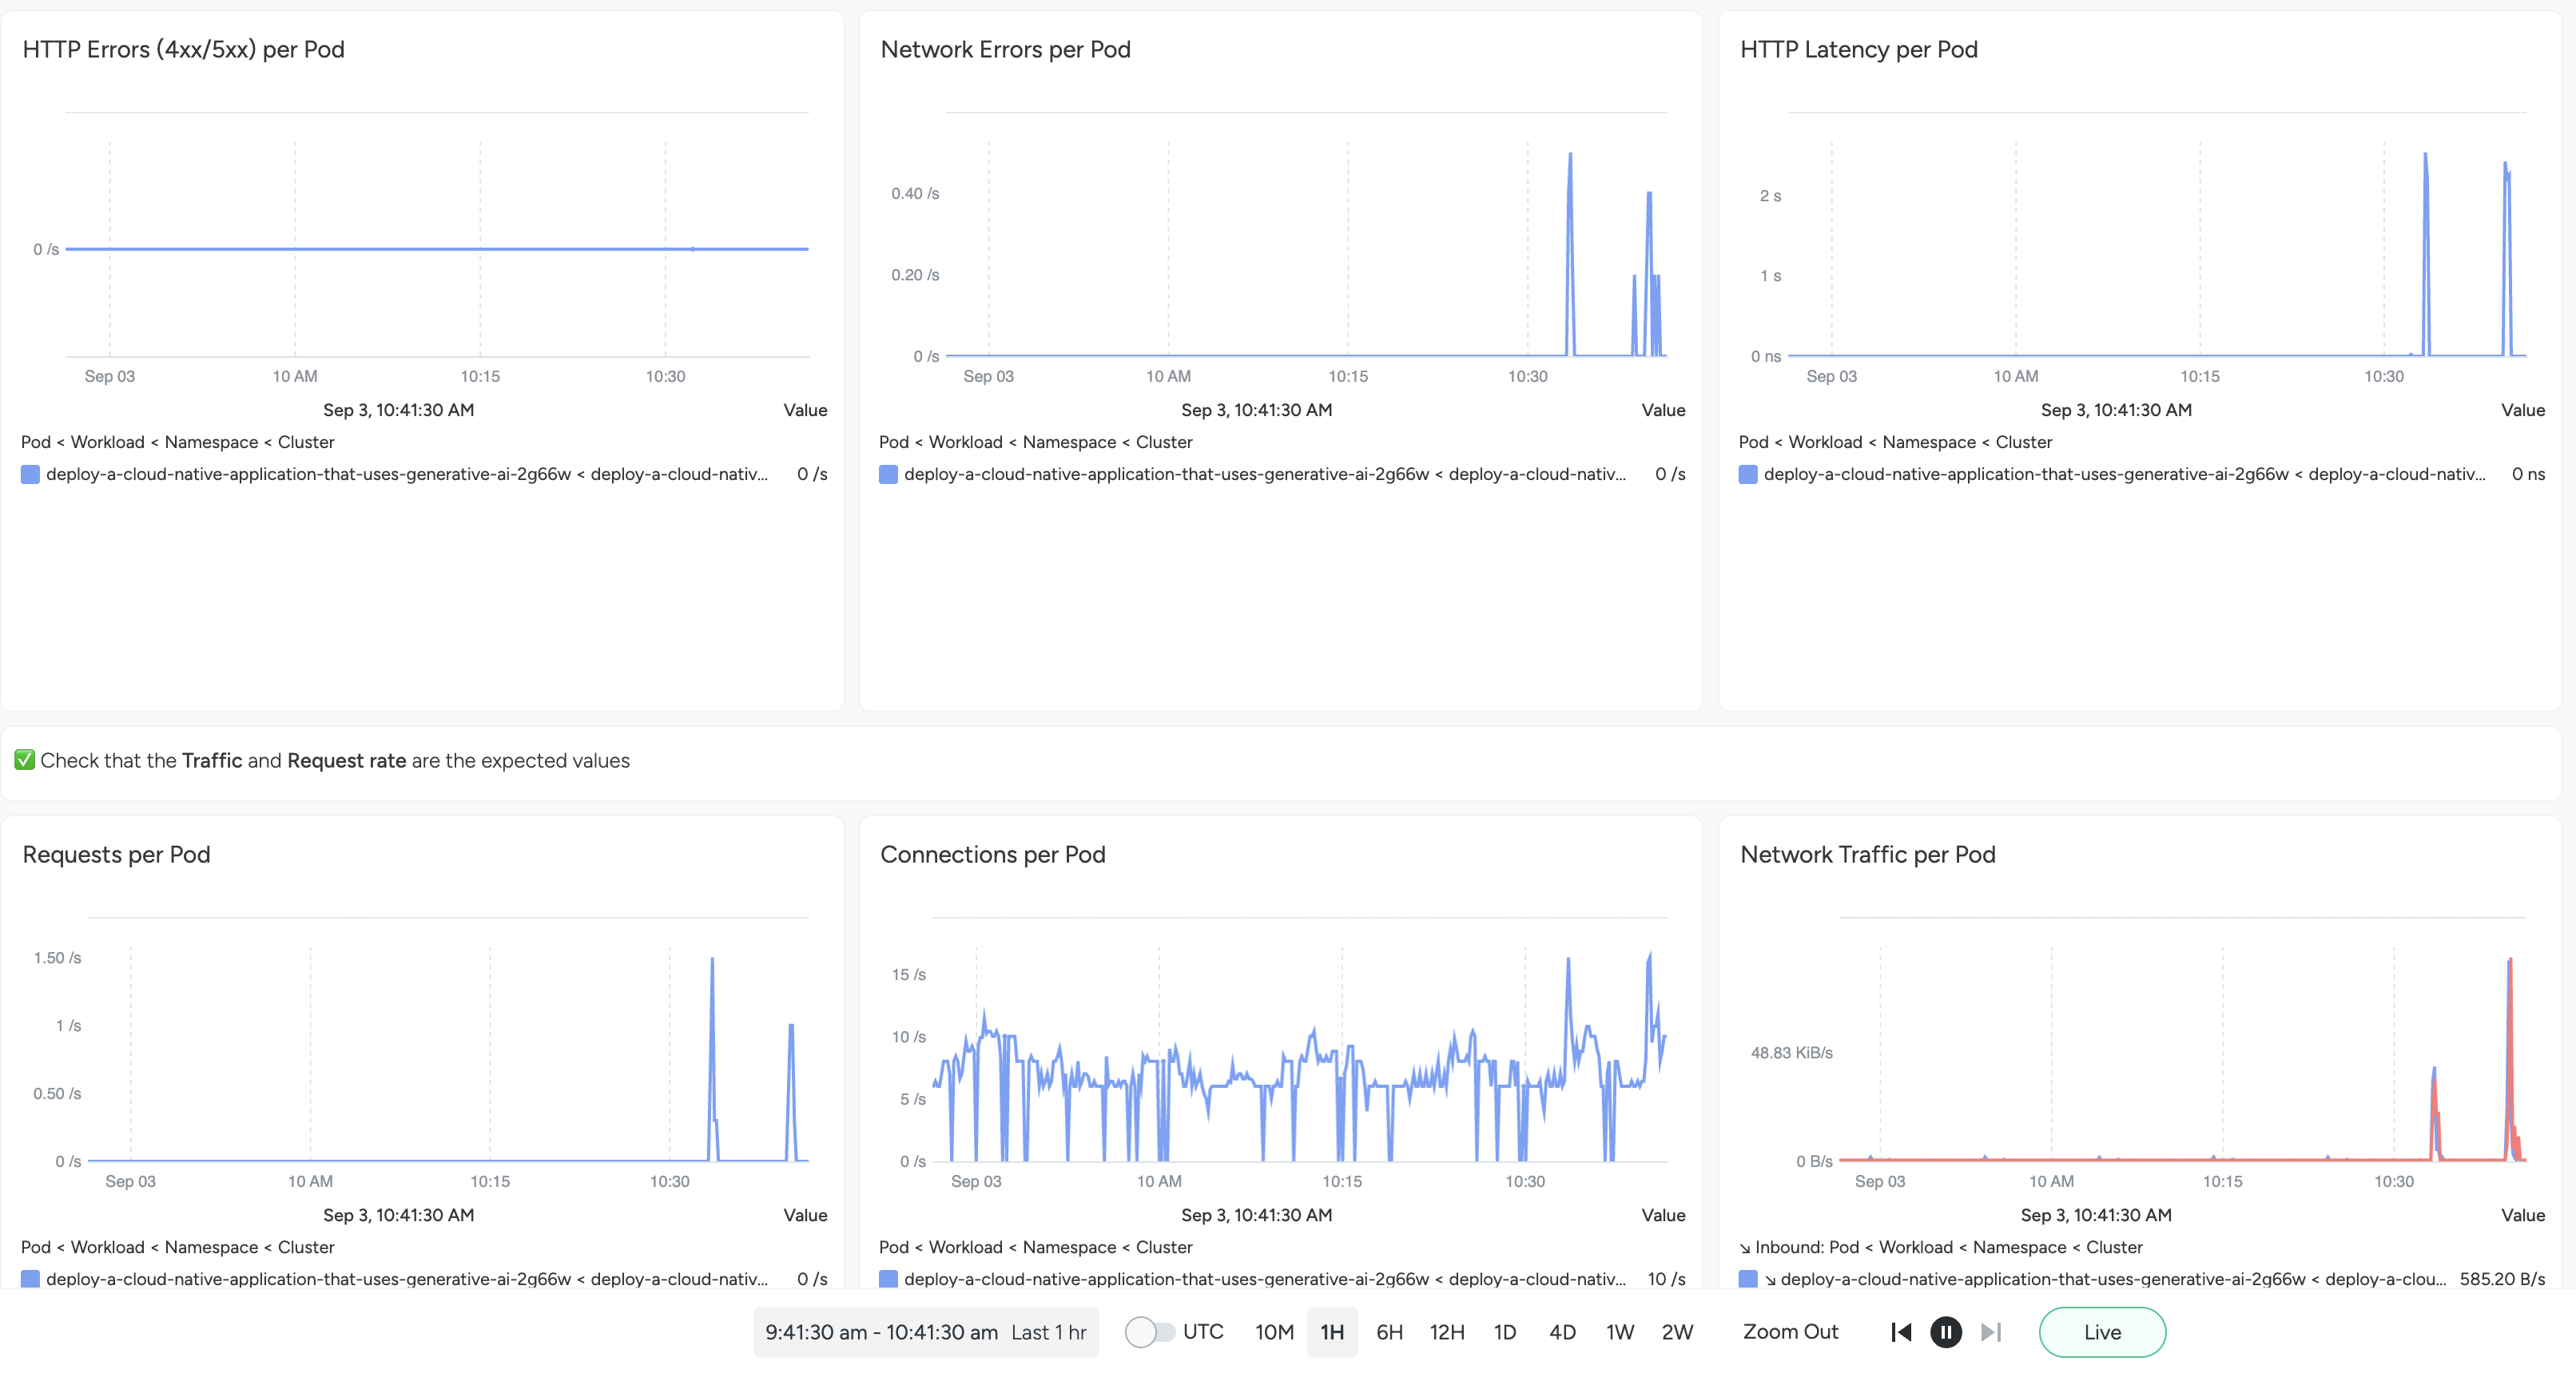 HTTP Errors (4xx/5xx) per Pod
0 /s
Sep 03 10 AM 10:15 10:30
Sep 3, 10:41:30 AM Value
Pod < Workload < Namespace < Cluster
deploy-a-cloud-native-application-that-uses-generative-ai-2g66w < deploy-a-cloud-nativ... 0 /s
Network Errors per Pod
0.40 /s
0.20 /s
0 /s
Sep 03 10 AM 10:15 10:30
Sep 3, 10:41:30 AM Value
Pod < Workload < Namespace < Cluster
deploy-a-cloud-native-application-that-uses-generative-ai-2g66w < deploy-a-cloud-nativ... 0 /s
HTTP Latency per Pod
2 s
1 s
0 ns
Sep 03 10 AM 10:15 10:30
Sep 3, 10:41:30 AM Value
Pod < Workload < Namespace < Cluster
deploy-a-cloud-native-application-that-uses-generative-ai-2g66w < deploy-a-cloud-nativ... 0 ns
✅ Check that the Traffic and Request rate are the expected values
Requests per Pod
1.50 /s
1 /s
0.50 /s
0 /s
Sep 03 10 AM 10:15 10:30
Sep 3, 10:41:30 AM Value
Pod < Workload < Namespace < Cluster
deploy-a-cloud-native-application-that-uses-generative-ai-2g66w < deploy-a-cloud-nativ... 0 /s
Connections per Pod
15 /s
10 /s
5 /s
0 /s
Sep 03 10 AM 10:15 10:30
Sep 3, 10:41:30 AM Value
Pod < Workload < Namespace < Cluster
deploy-a-cloud-native-application-that-uses-generative-ai-2g66w < deploy-a-cloud-nativ... 10 /s
Network Traffic per Pod
48.83 KiB/s
0 B/s
Sep 03 10 AM 10:15 10:30
Sep 3, 10:41:30 AM Value
↘ Inbound: Pod < Workload < Namespace < Cluster
↘ deploy-a-cloud-native-application-that-uses-generative-ai-2g66w < deploy-a-clou... 585.20 B/s
9:41:30 am - 10:41:30 am Last 1 hr UTC 10M 1H 6H 12H 1D 4D 1W 2W Zoom Out Live